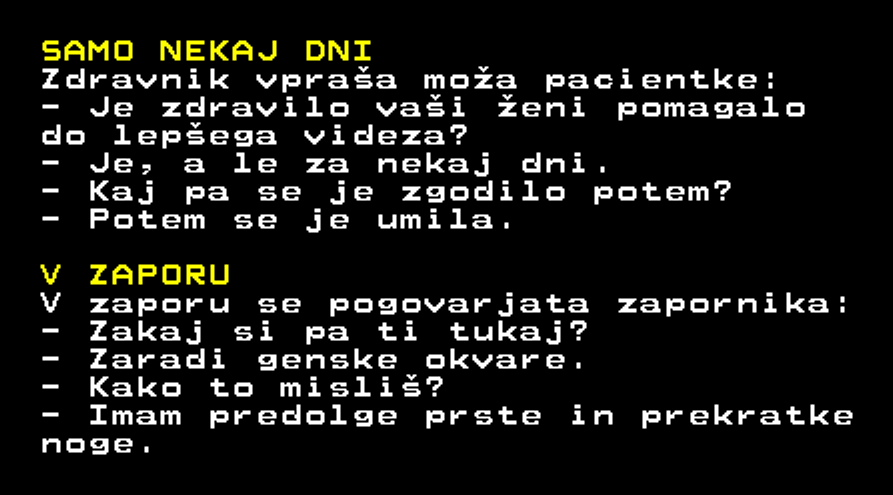 SAMO NEKAJ DNI
Zdravnik vpraša moža pacientke:
- Je zdravilo vaši ženi pomagalo
do lepšega videza?
- Je, a le za nekaj dni.
- Kaj pa se je zgodilo potem?
- Potem se je umila.

V ZAPORU
V zaporu se pogovarjata zapornika:
- Zakaj si pa ti tukaj?
- Zaradi genske okvare.
- Kako to misliš?
- Imam predolge prste in prekratke
noge.